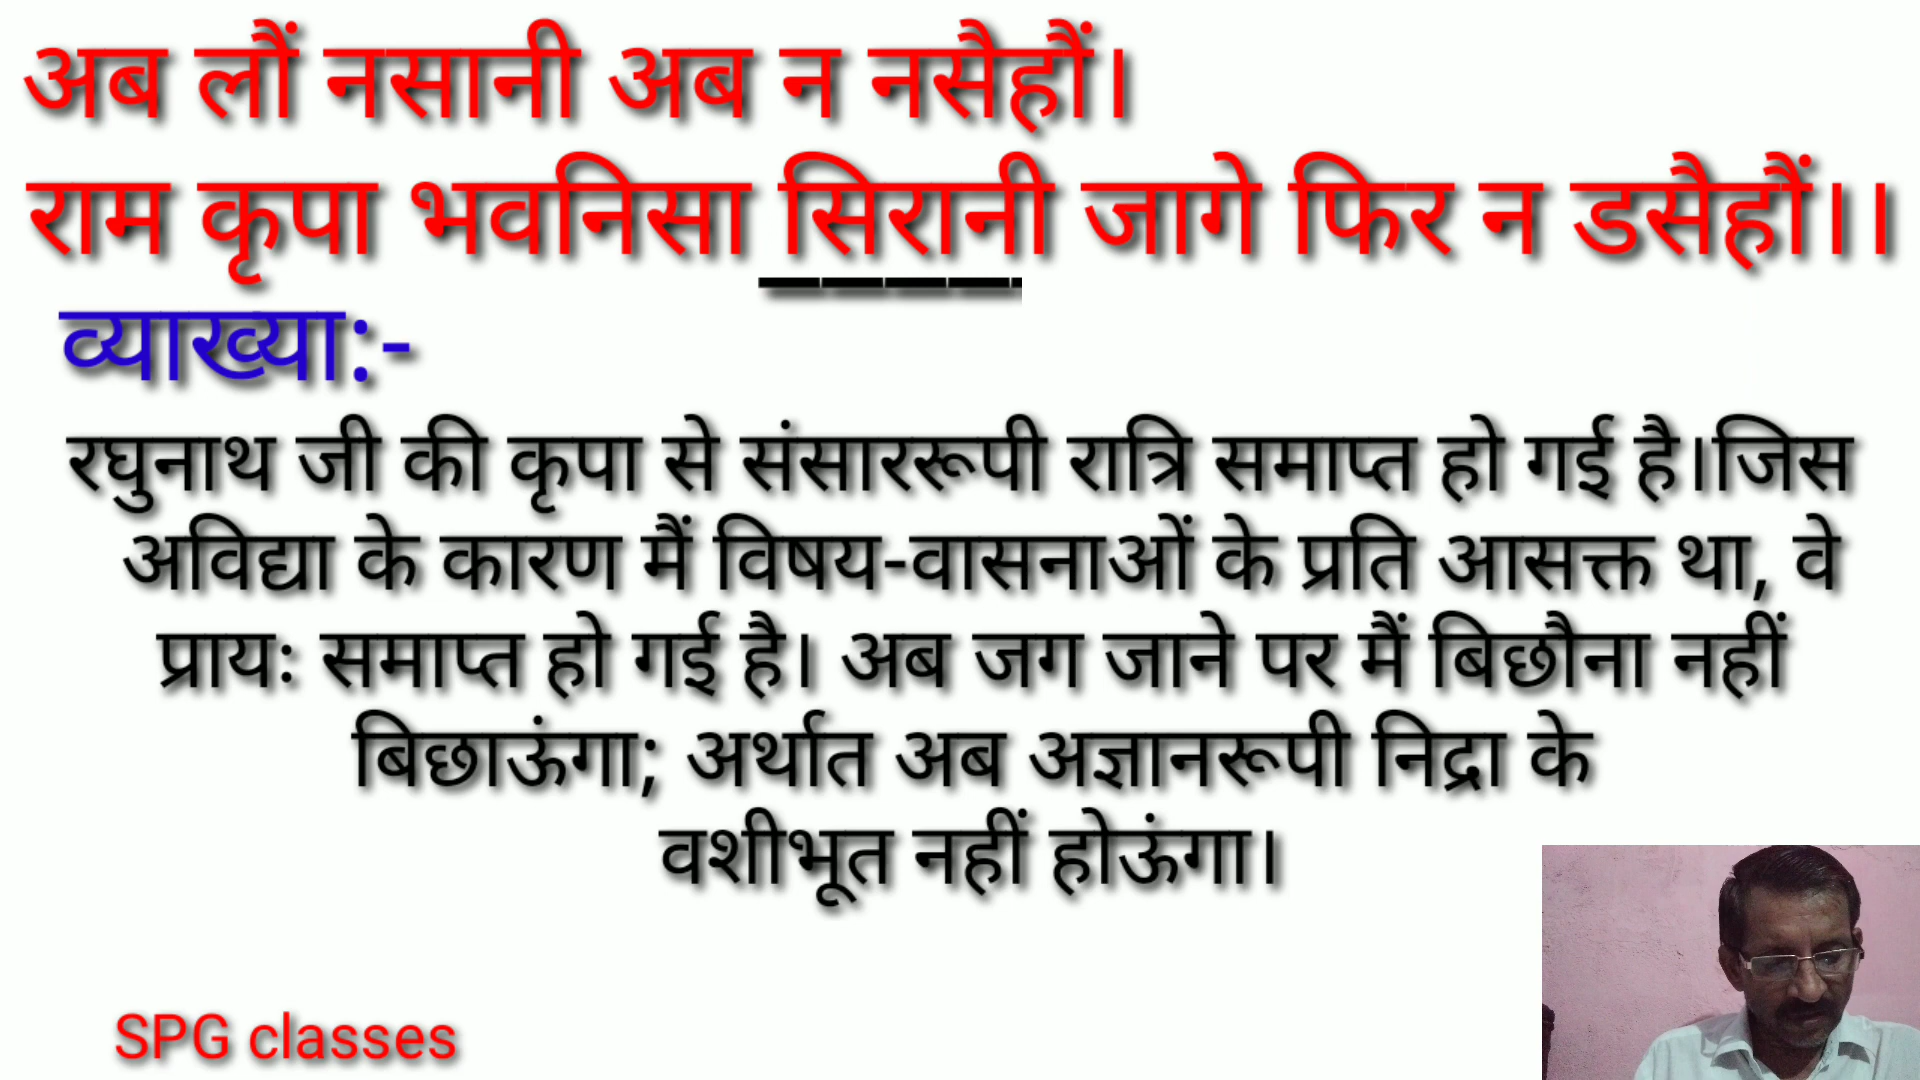 अब लौं नसानी अब न नसैहौं।
राम कृपा भवनिसा सिरानी जागे फिर न डसैहौं।।
व्याख्या:-
रघुनाथ जी की कृपा से संसाररूपी रात्रि समाप्त हो गई है।जिस
अविद्या के कारण मैं विषय-वासनाओं के प्रति आसक्त था, वे
प्रायः समाप्त हो गई है। अब जग जाने पर मैं बिछौना नहीं
बिछाऊंगा; अर्थात अब अज्ञानरूपी निद्रा के
वशीभूत नहीं होऊंगा।
SPG classes